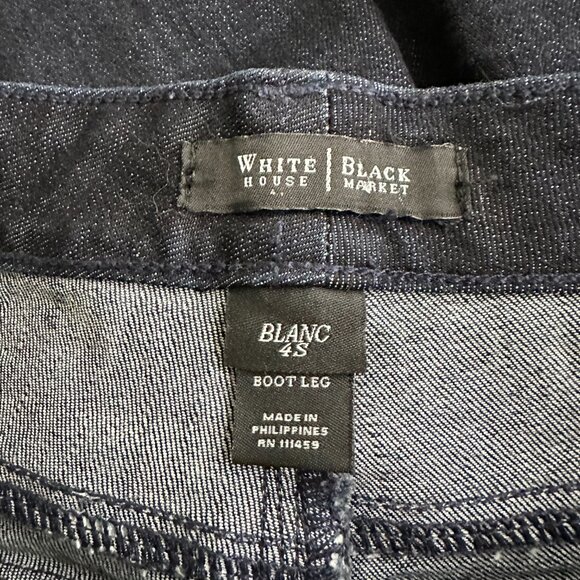 WHITE | BLACK
HOUSE MARKET
BLANC
4S
BOOT LEG
MADE IN
PHILIPPINES
RN 111459